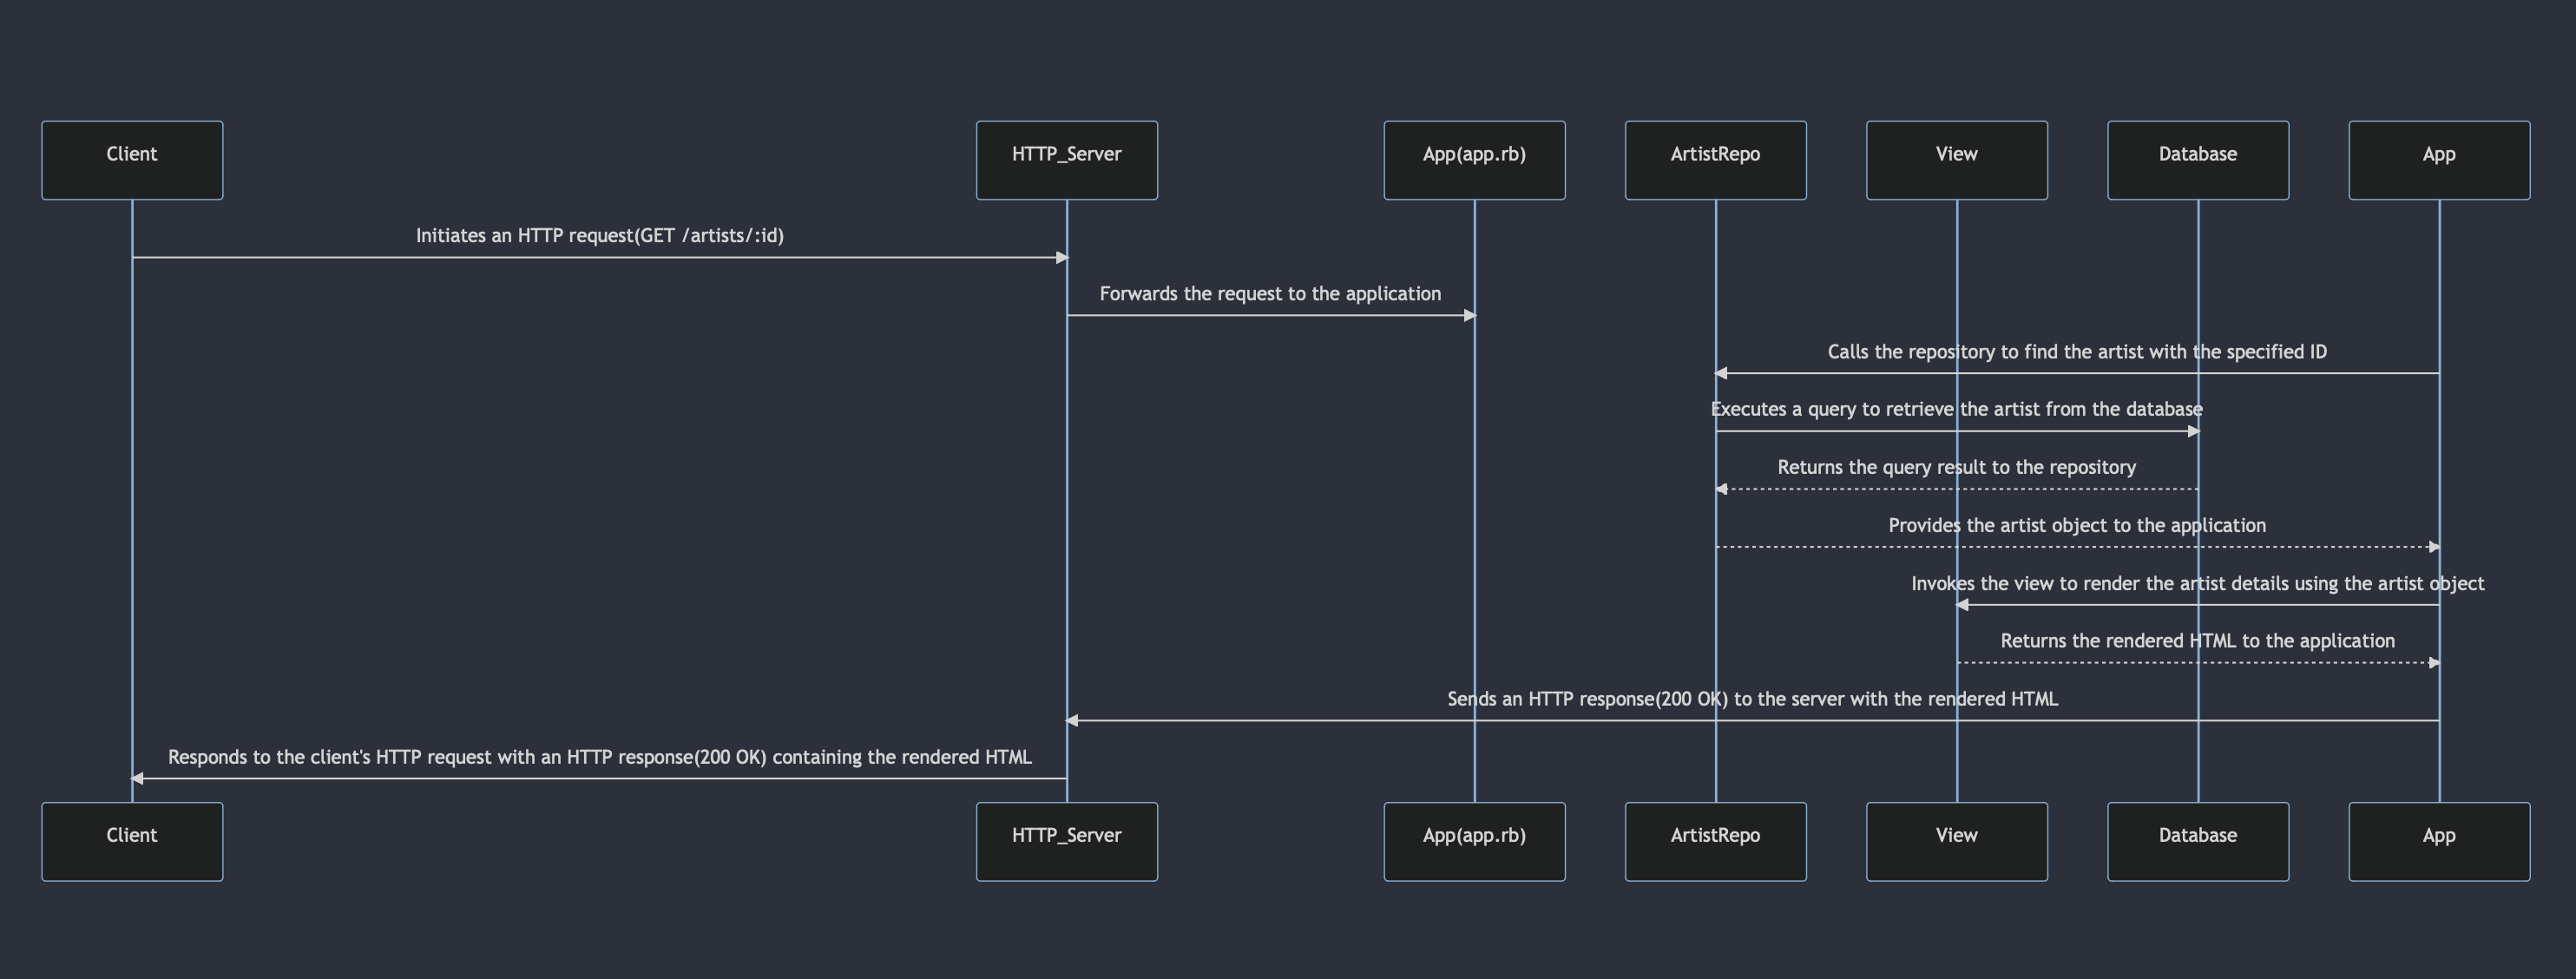 Client
HTTP_Server
App(app.rb)
ArtistRepo
View
Database
App
Initiates an HTTP request(GET /artists/:id)
Forwards the request to the application
Calls the repository to find the artist with the specified ID
Executes a query to retrieve the artist from the database
Returns the query result to the repository
Provides the artist object to the application
Invokes the view to render the artist details using the artist object
Returns the rendered HTML to the application
Sends an HTTP response(200 OK) to the server with the rendered HTML
Responds to the client's HTTP request with an HTTP response(200 OK) containing the rendered HTML
Client
HTTP_Server
App(app.rb)
ArtistRepo
View
Database
App